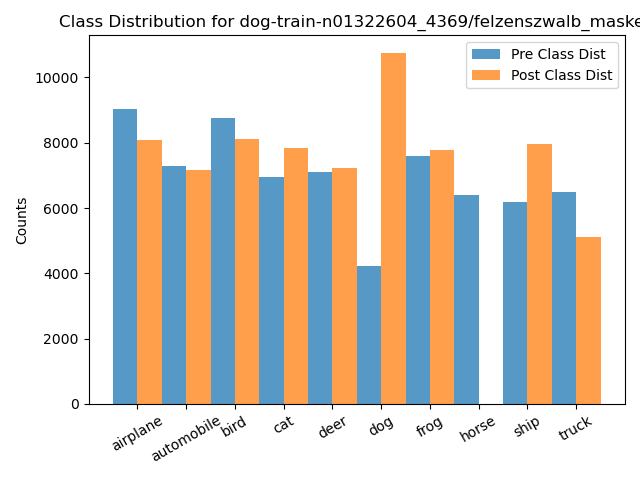 Class Distribution for dog-train-n01322604_4369/felzenszwalb_maske
Pre Class Dist
Post Class Dist
10000
8000
6000
4000
2000
0
Counts
airplane
automobile
bird
cat
deer
dog
frog
horse
ship
truck